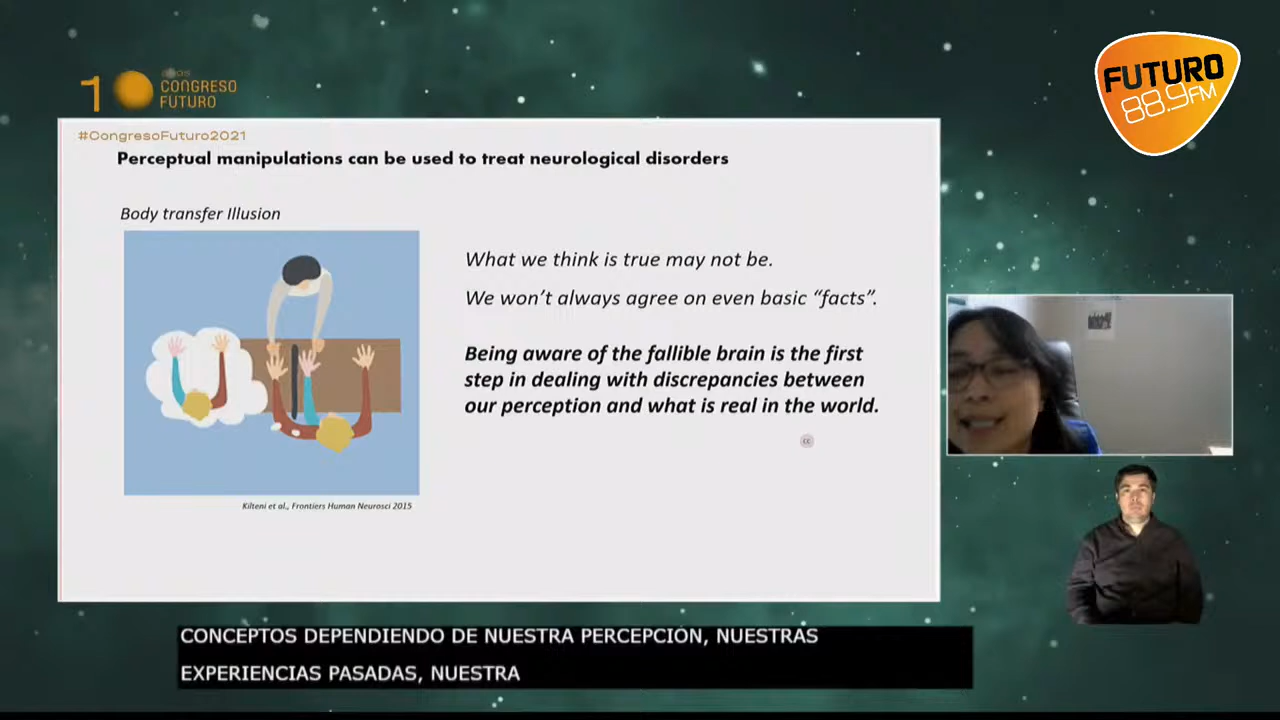 10 AÑOS
CONGRESO
FUTURO
FUTURO
88.9FM
#CongresoFuturo2021
Perceptual manipulations can be used to treat neurological disorders
Body transfer Illusion
What we think is true may not be.
We won’t always agree on even basic “facts”.
Being aware of the fallible brain is the first
step in dealing with discrepancies between
our perception and what is real in the world.
cc
Kilteni et al., Frontiers Human Neurosci 2015
CONCEPTOS DEPENDIENDO DE NUESTRA PERCEPCIÓN, NUESTRAS
EXPERIENCIAS PASADAS, NUESTRA